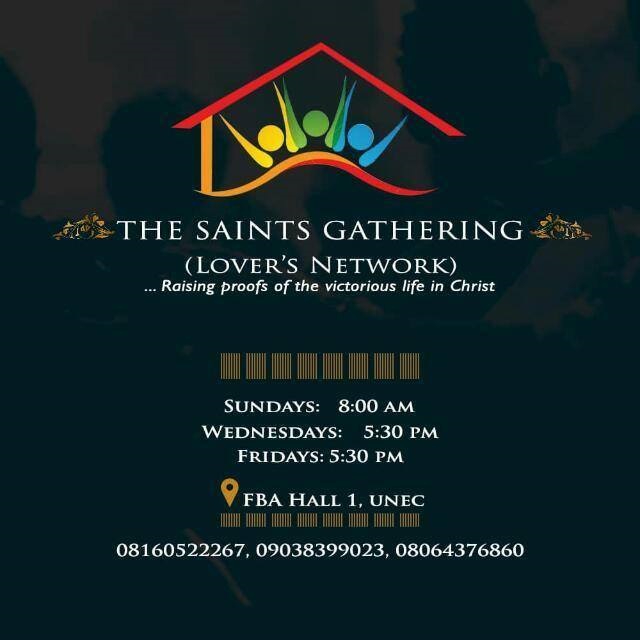 THE SAINTS GATHERING
(LOVER'S NETWORK)
... Raising proofs of the victorious life in Christ
SUNDAYS: 8:00 AM
WEDNESDAYS: 5:30 PM
FRIDAYS: 5:30 PM
FBA HALL 1, UNEC
08160522267, 09038399023, 08064376860